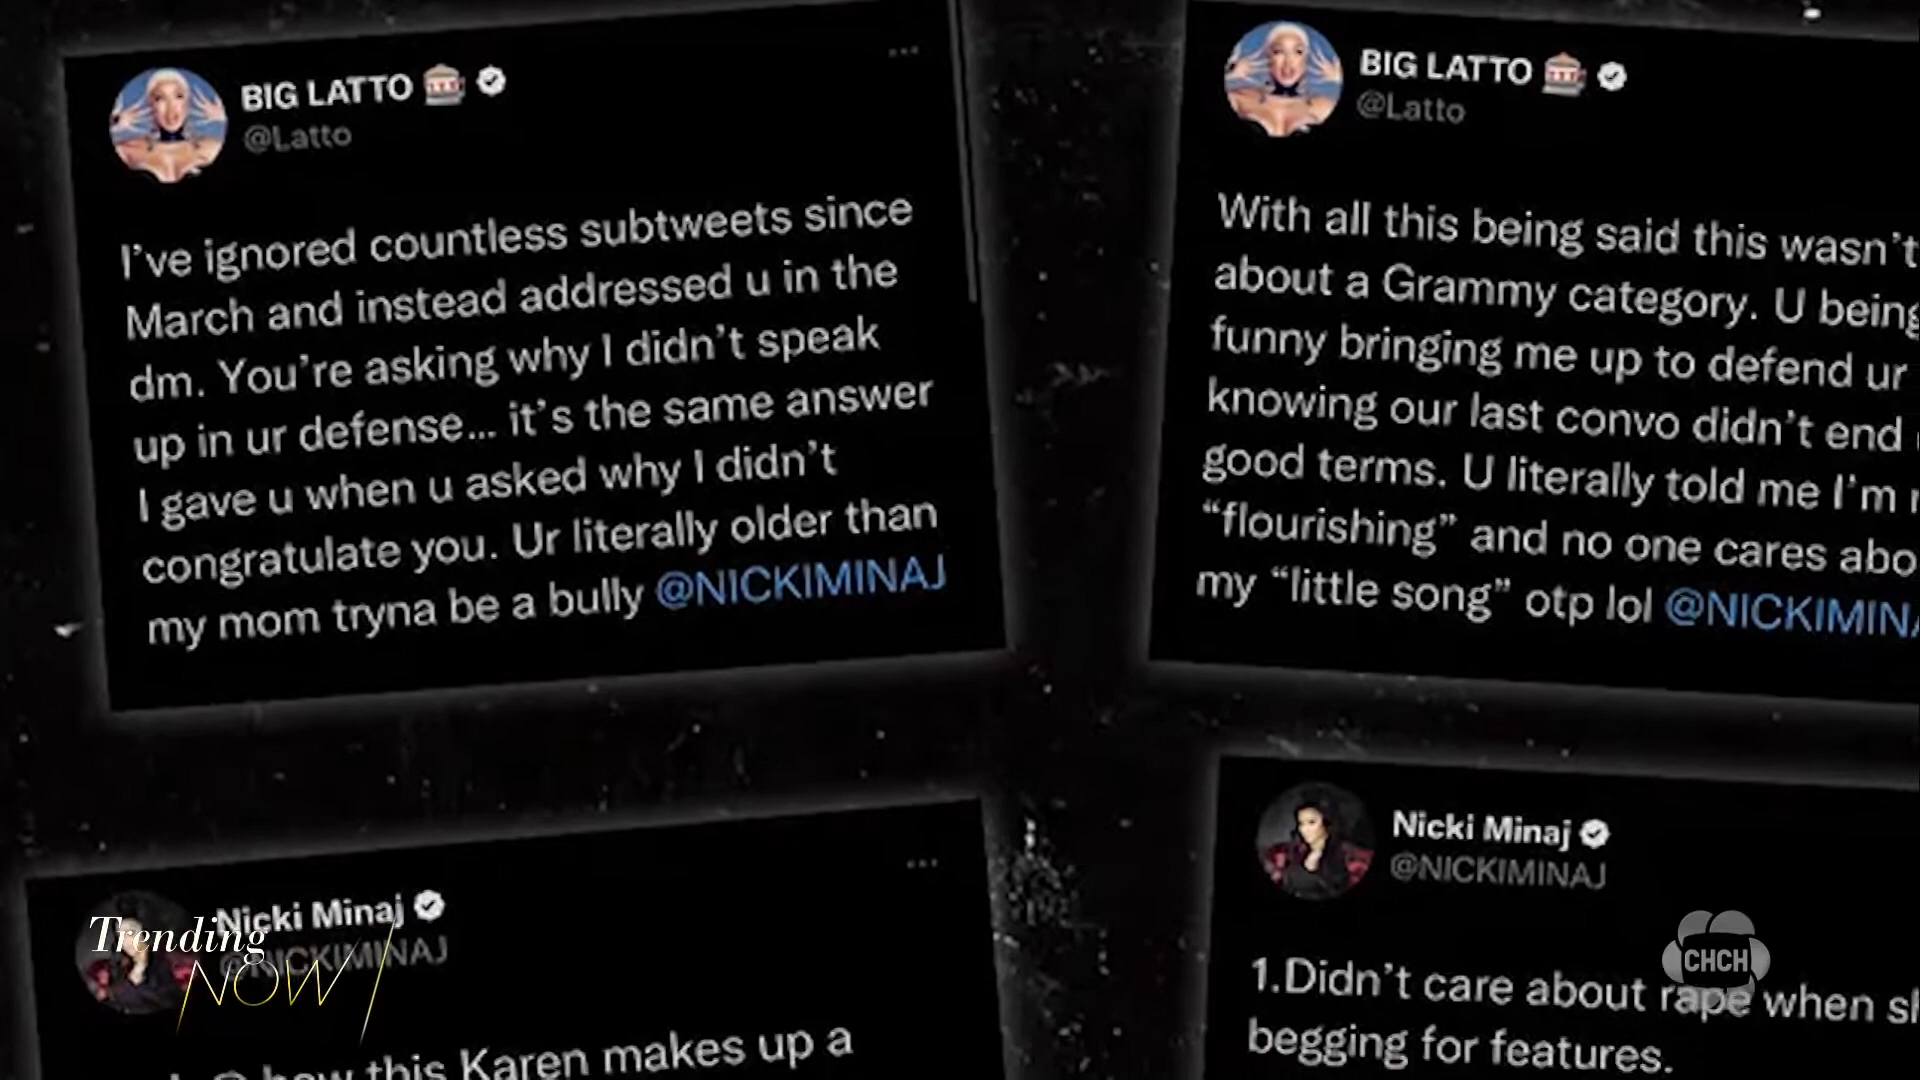 BIG LATTO
@Latto
I've ignored countless subtweets since
March and instead addressed u in the
dm. You're asking why I didn't speak
up in ur defense... it's the same answer
I gave u when u asked why I didn't
congratulate you. Ur literally older than
my mom tryna be a bully @NICKIMINAJ
BIG LATTO
@Latto
With all this being said this wasn't
about a Grammy category. U being
funny bringing me up to defend ur
knowing our last convo didn't end
good terms. U literally told me I'm
"flourishing" and no one cares
my "little song" otp lol
Nicki Minaj
@NICKIMINAJ
this Karen makes up a
Nicki Minaj
@NICKIMINAJ
1.Didn't care about rape when
begging for features.
Trending
NOW
CHCH